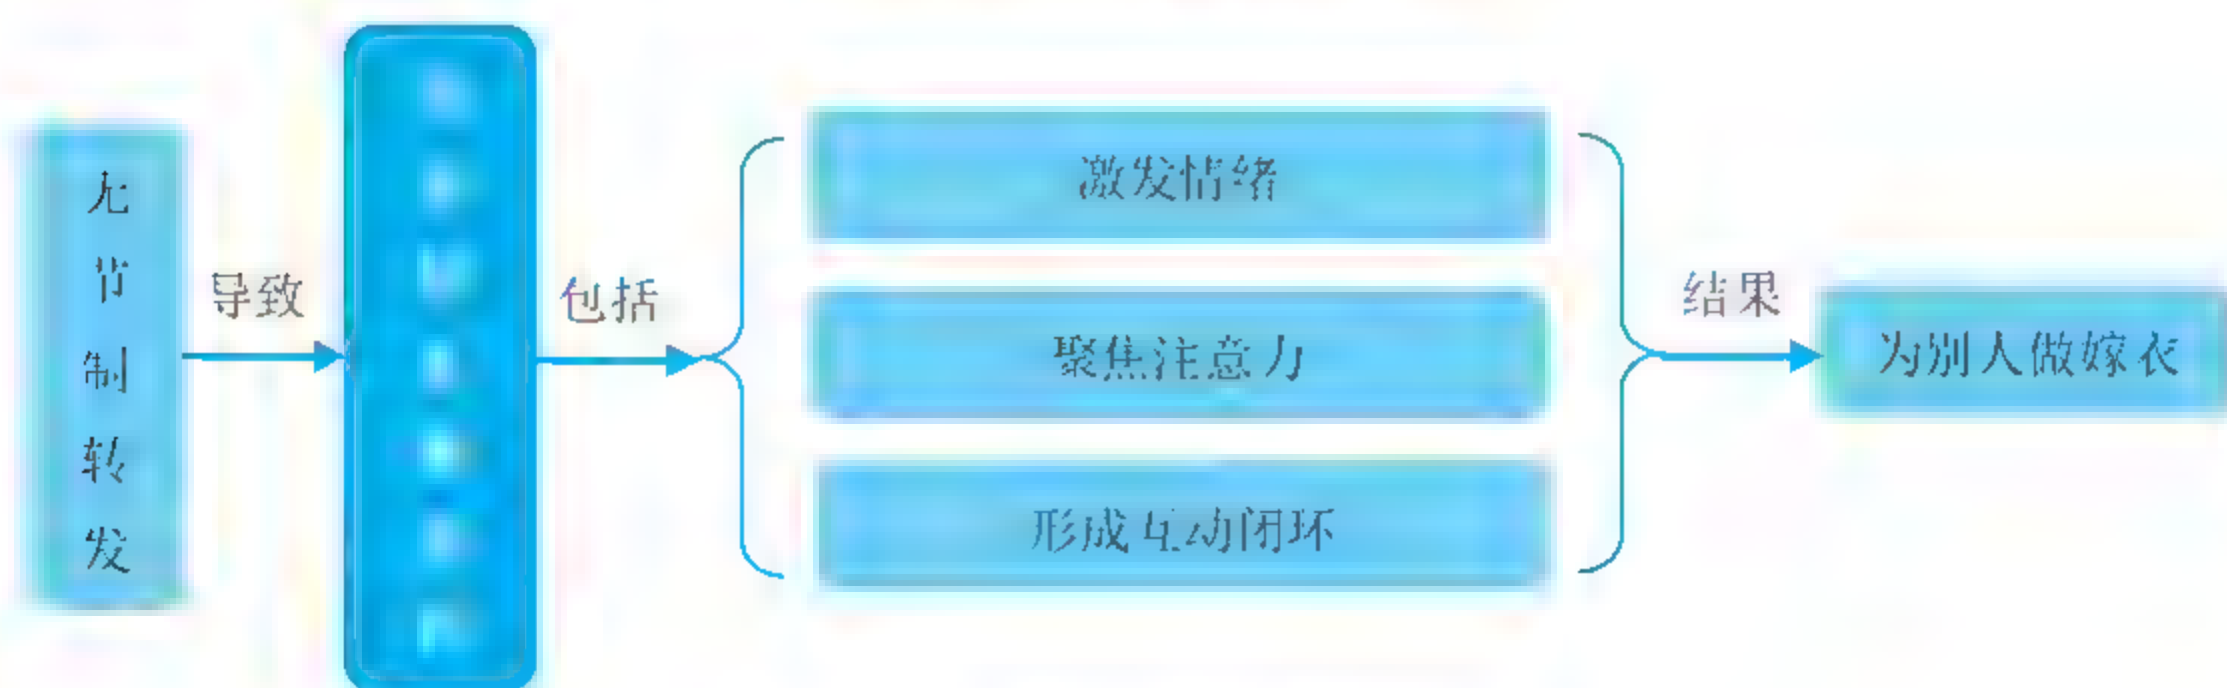 无节制转发
导致
包括
激发情绪
聚焦注意力
形成互动闭环
结果
为别人做嫁衣